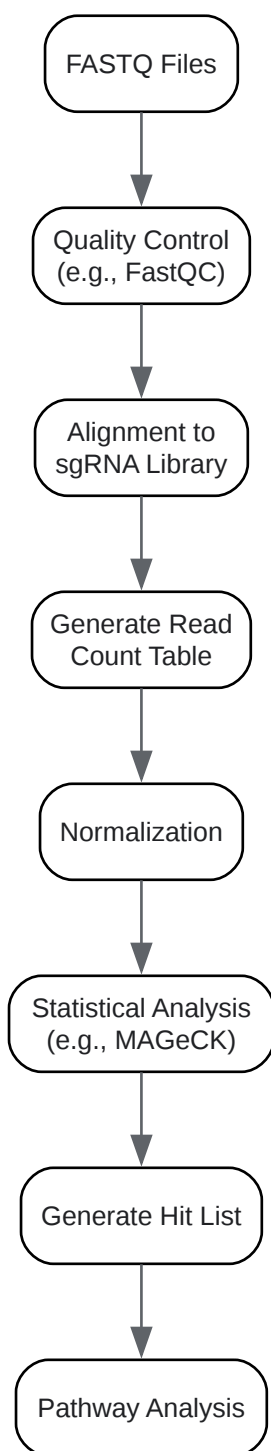 FASTQ Files
Quality Control
(e.g., FastQC)
Alignment to
sgRNA Library
Generate Read
Count Table
Normalization
Statistical Analysis
(e.g., MAGeCK)
Generate Hit List
Pathway Analysis